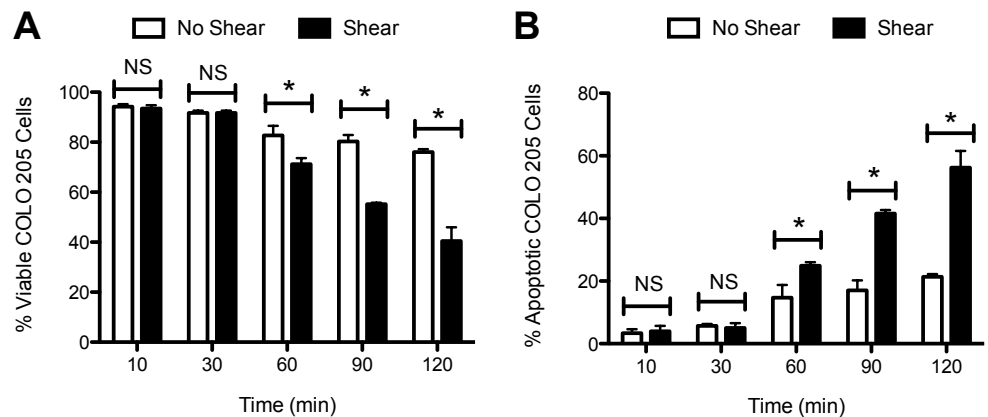 A
No Shear
Shear
% Viable COLO 205 Cells
100
80
60
40
20
0
NS
NS
*
*
*
10
30
60
90
120
Time (min)
B
No Shear
Shear
% Apoptotic COLO 205 Cells
80
60
40
20
0
NS
NS
*
*
*
10
30
60
90
120
Time (min)